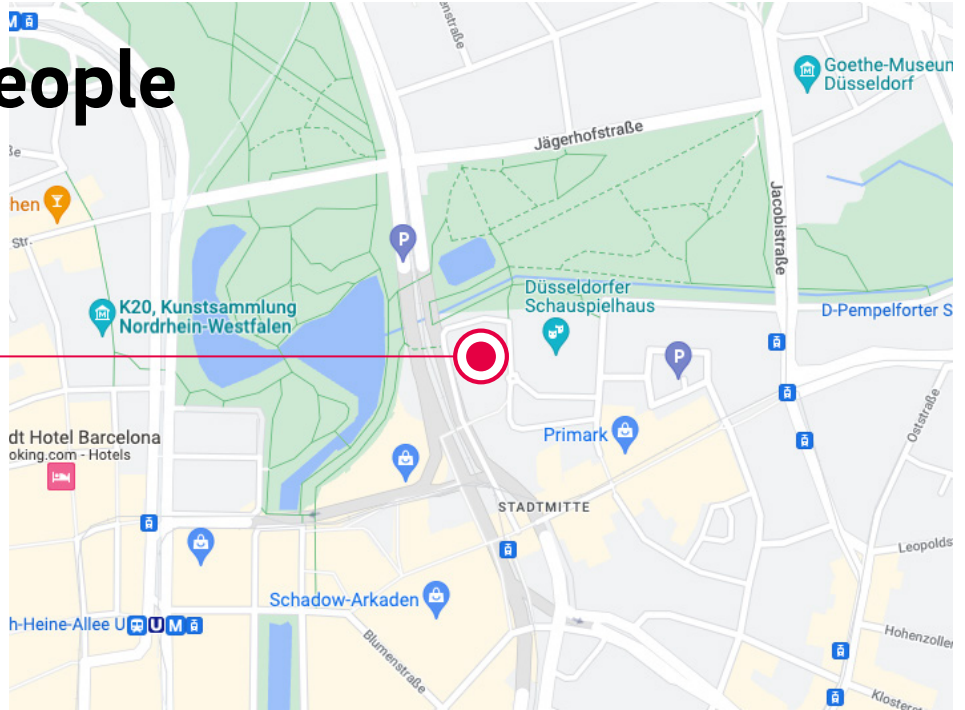 eople
Goethe-Museum
Düsseldorf
Jägerhofstraße
Jacobistraße
hen
Str.
P
K20, Kunstsammlung
Nordrhein-Westfalen
Düsseldorfer
Schauspielhaus
D-Pempelforter S
P
dt Hotel Barcelona
oking.com - Hotels
Primark
Oststraße
STADTMITTE
Leopolds
Schadow-Arkaden
h-Heine-Allee U
U
M
Blumenstraße
Hohenzoller
Klosterst